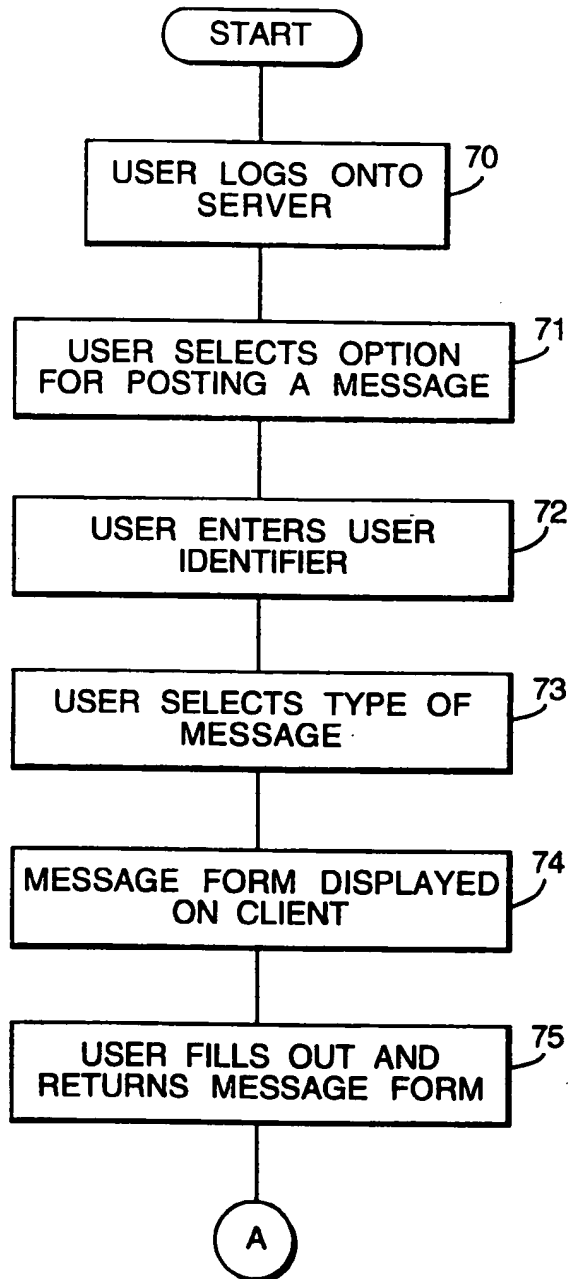 START
70
USER LOGS ONTO
SERVER
71
USER SELECTS OPTION
FOR POSTING A MESSAGE
72
USER ENTERS USER
IDENTIFIER
73
USER SELECTS TYPE OF
MESSAGE
74
MESSAGE FORM DISPLAYED
ON CLIENT
75
USER FILLS OUT AND
RETURNS MESSAGE FORM
A